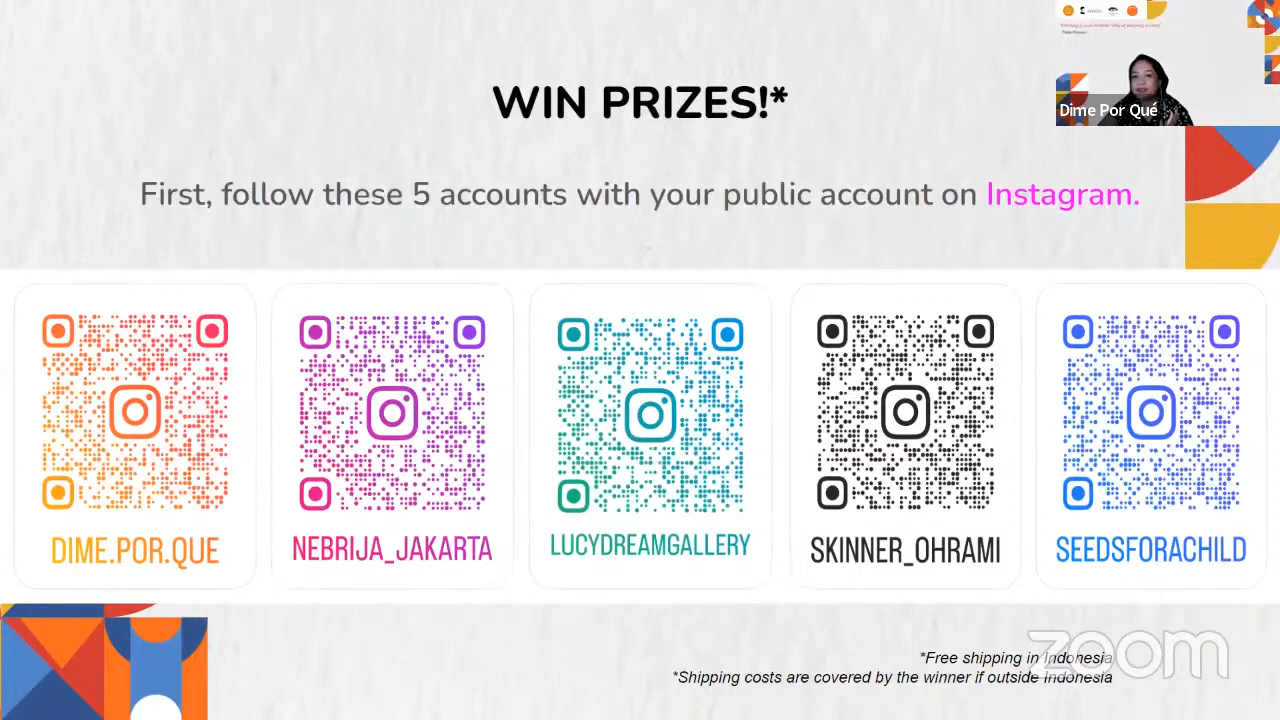 WIN PRIZES!*
Dime Por Qué
First, follow these 5 accounts with your public account on Instagram.
DIME.POR.QUE
NEBRIJA_JAKARTA
LUCYDREAMGALLERY
SKINNER_OHRAMI
SEEDSFORACHILD
*Free shipping in Indonesia
*Shipping costs are covered by the winner if outside Indonesia
zoom